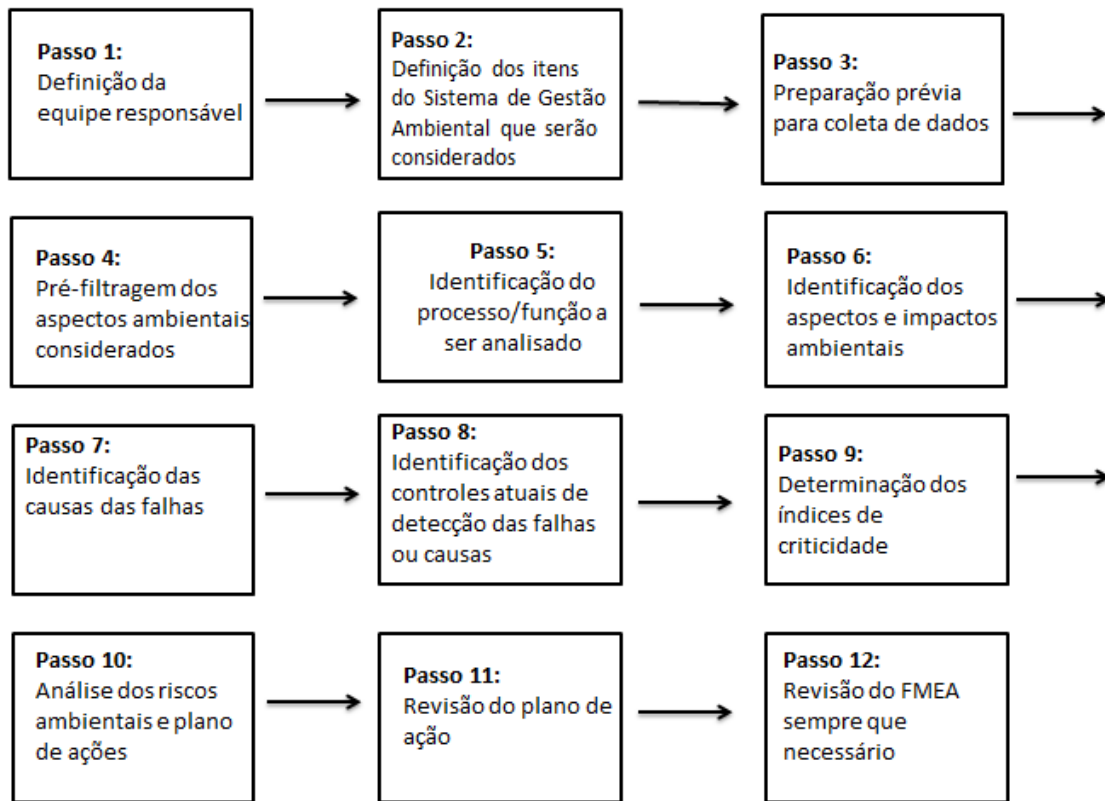 Passo 1:
Definição da
equipe responsável
Passo 2:
Definição dos itens
do Sistema de Gestão
Ambiental que serão
considerados
Passo 3:
Preparação prévia
para coleta de dados
Passo 4:
Pré-filtragem dos
aspectos ambientais
considerados
Passo 5:
Identificação do
processo/função a
ser analisado
Passo 6:
Identificação dos
aspectos e impactos
ambientais
Passo 7:
Identificação das
causas das falhas
Passo 8:
Identificação dos
controles atuais de
detecção das falhas
ou causas
Passo 9:
Determinação dos
índices de
criticidade
Passo 10:
Análise dos riscos
ambientais e plano
de ações
Passo 11:
Revisão do plano de
ação
Passo 12:
Revisão do FMEA
sempre que
necessário